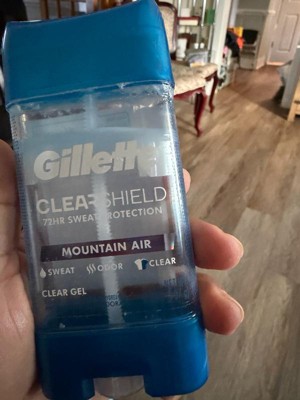 Gillette
CLEARSHIELD
72HR SWEAT PROTECTION
MOUNTAIN AIR
SWEAT ODOR CLEAR
CLEAR GEL